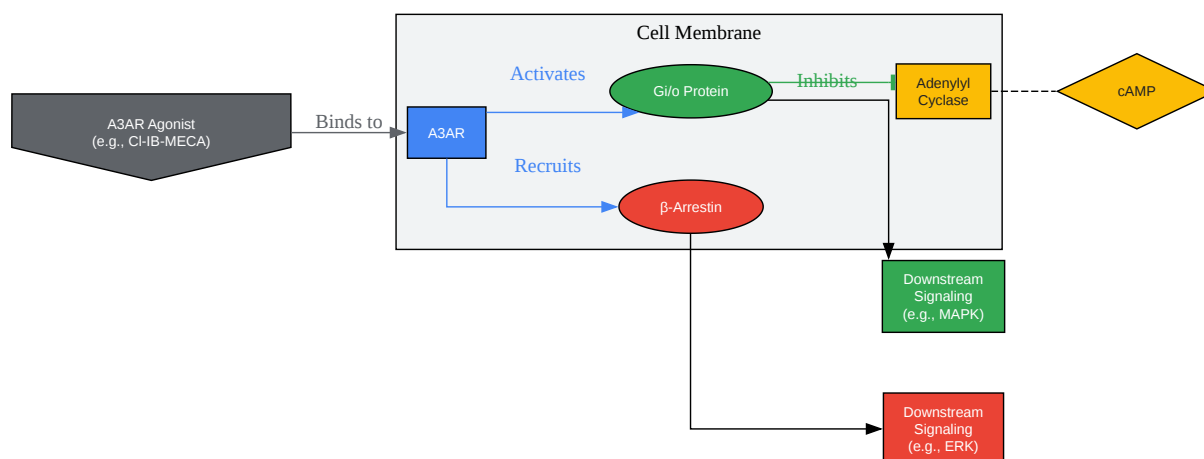 Cell Membrane
A3AR Agonist
(e.g., Cl-IB-MECA)
Binds to
A3AR
Activates
Recruits
Gi/o Protein
β-Arrestin
Inhibits
Adenylyl
Cyclase
cAMP
Downstream
Signaling
(e.g., MAPK)
Downstream
Signaling
(e.g., ERK)